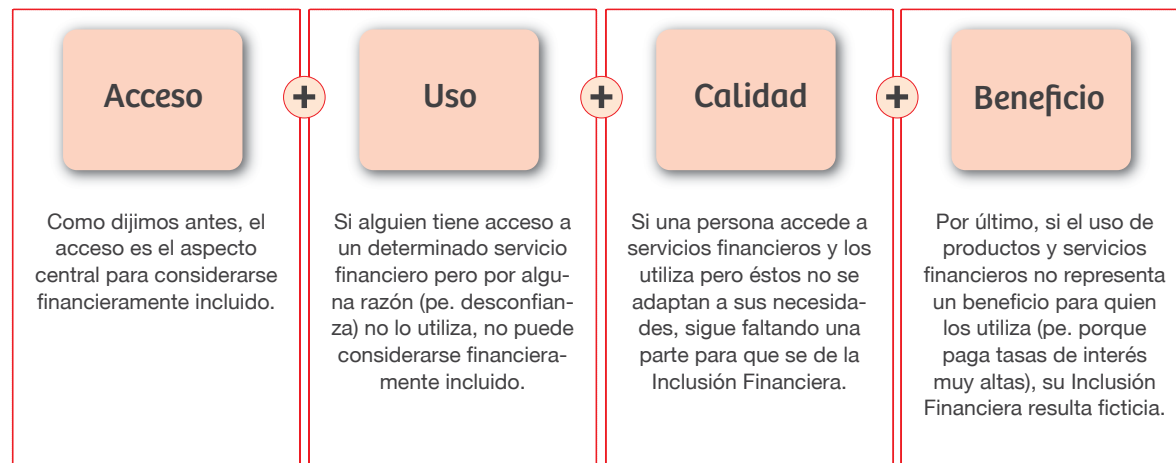 Acceso
+
Uso
+
Calidad
+
Beneficio
Como dijimos antes, el
acceso es el aspecto
central para considerarse
financieramente incluido.
Si alguien tiene acceso a
un determinado servicio
financiero pero por algu-
na razón (pe. desconfian-
za) no lo utiliza, no puede
considerarse financiera-
mente incluido.
Si una persona accede a
servicios financieros y los
utiliza pero éstos no se
adaptan a sus necesida-
des, sigue faltando una
parte para que se de la
Inclusión Financiera.
Por último, si el uso de
productos y servicios
financieros no representa
un beneficio para quien
los utiliza (pe. porque
paga tasas de interés
muy altas), su Inclusión
Financiera resulta ficticia.